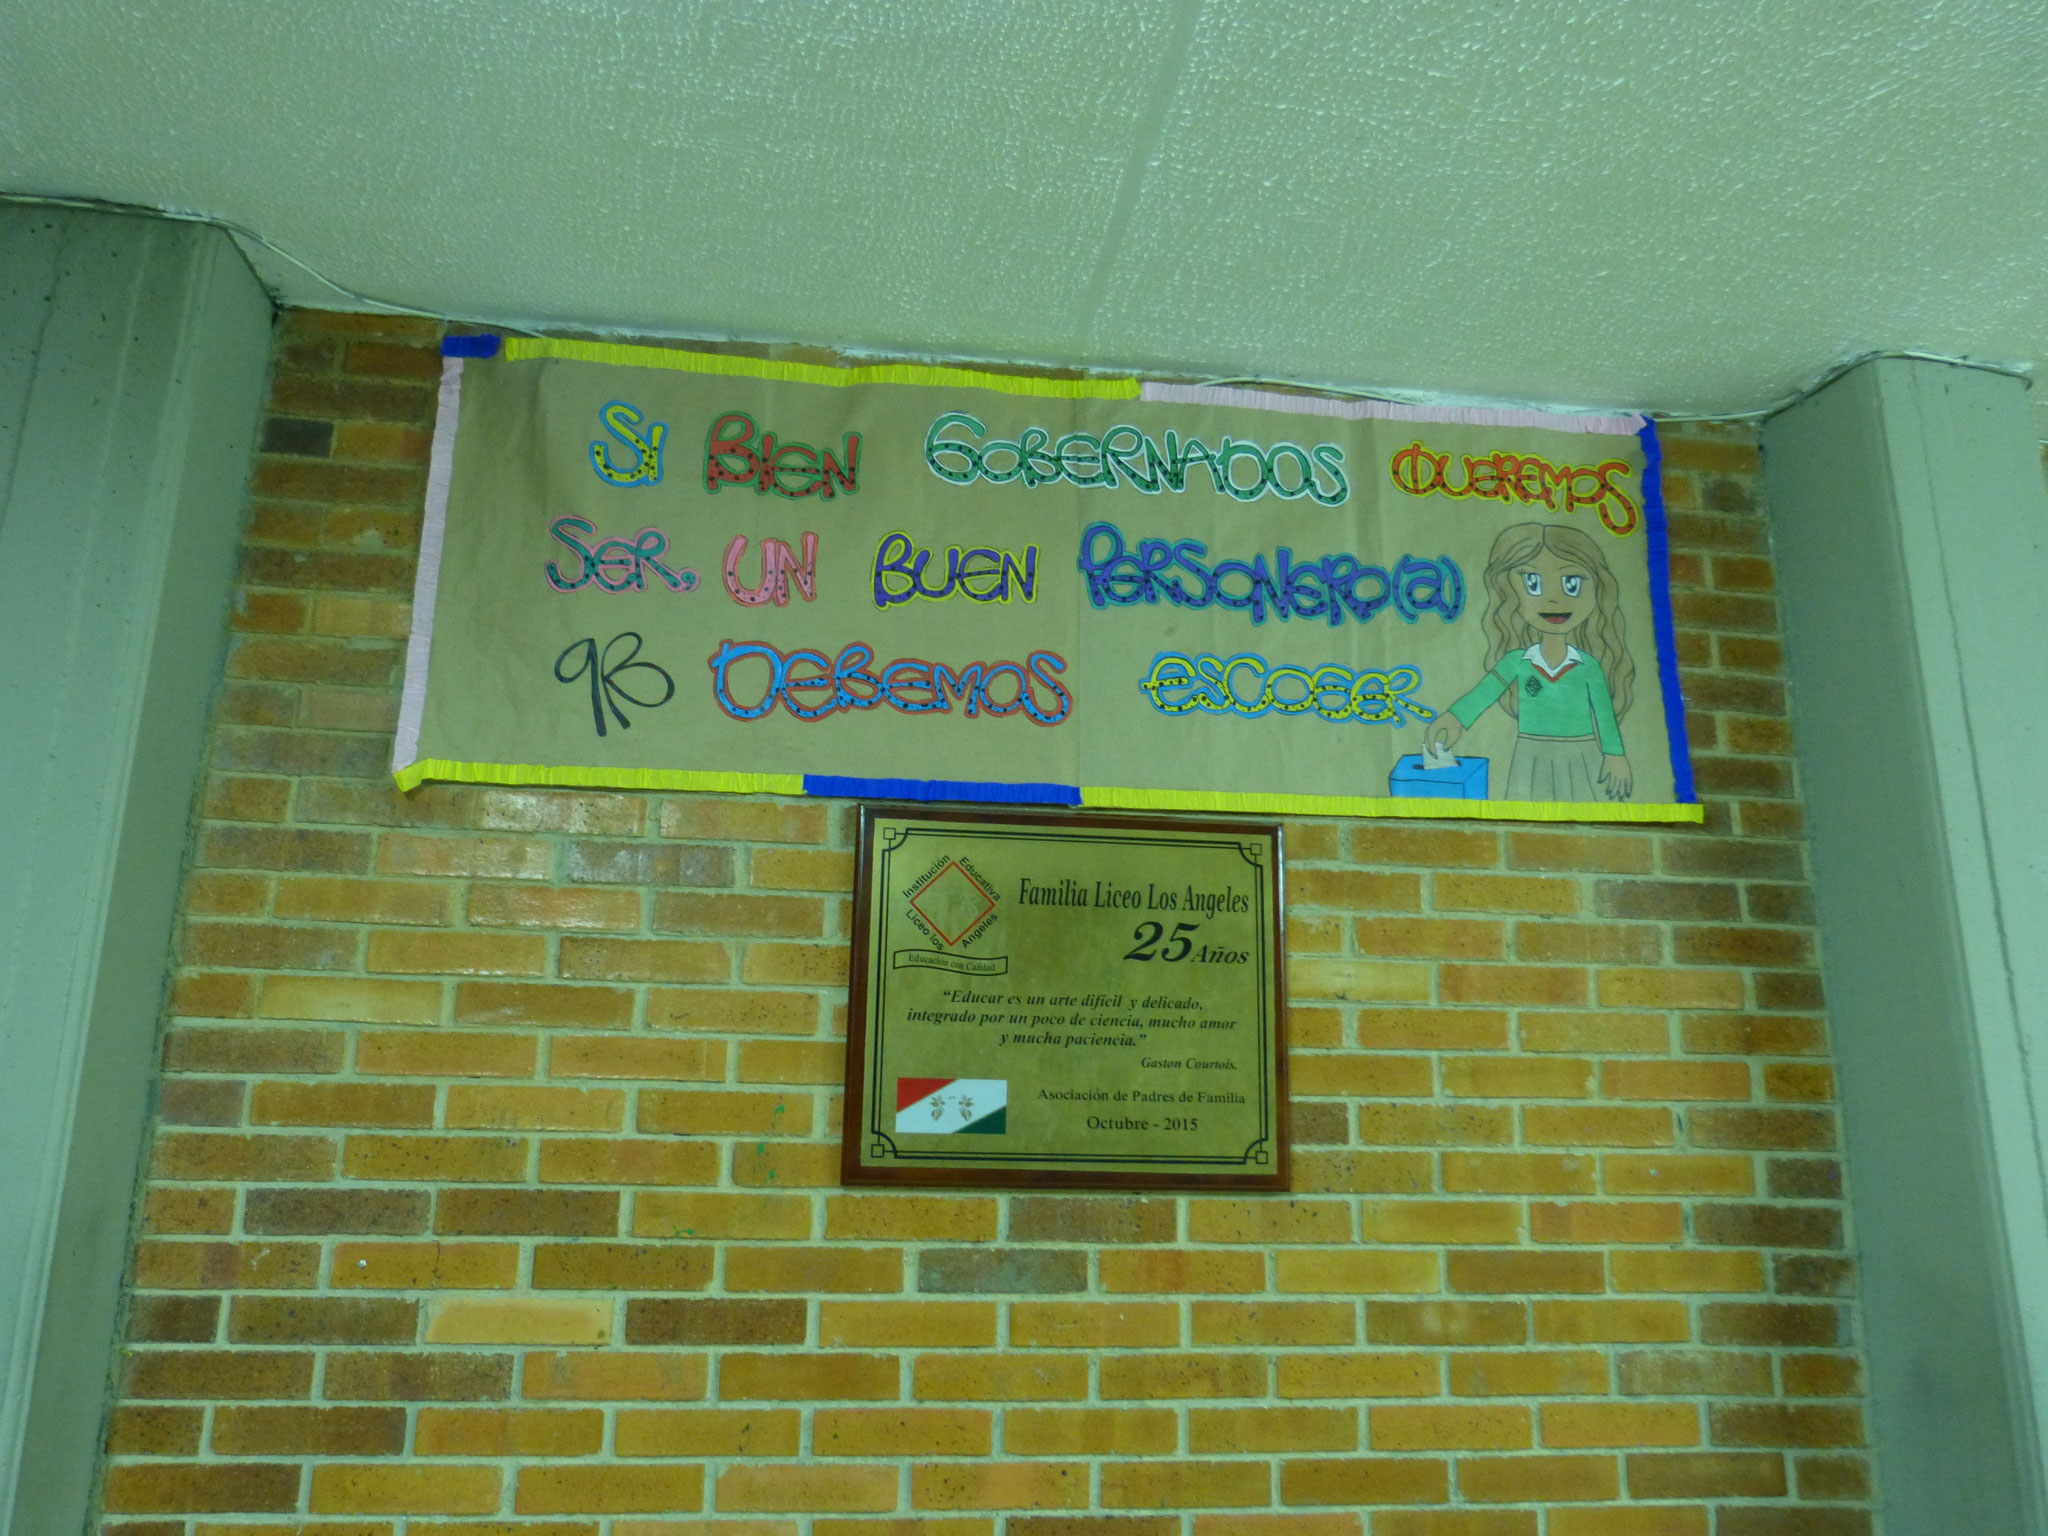 SI BIEN GOBERNADOS QUEREMOS
SER, UN BUEN PERSONERO(a)
9B DEBEMOS ESCOGER
Institución Educativa
Liceo los Angeles
Educación con Calidad
Familia Liceo Los Angeles
25 Años
“Educar es un arte difícil y delicado,
integrado por un poco de ciencia, mucho amor
y mucha paciencia.”
Gaston Courtois.
Asociación de Padres de Familia
Octubre - 2015